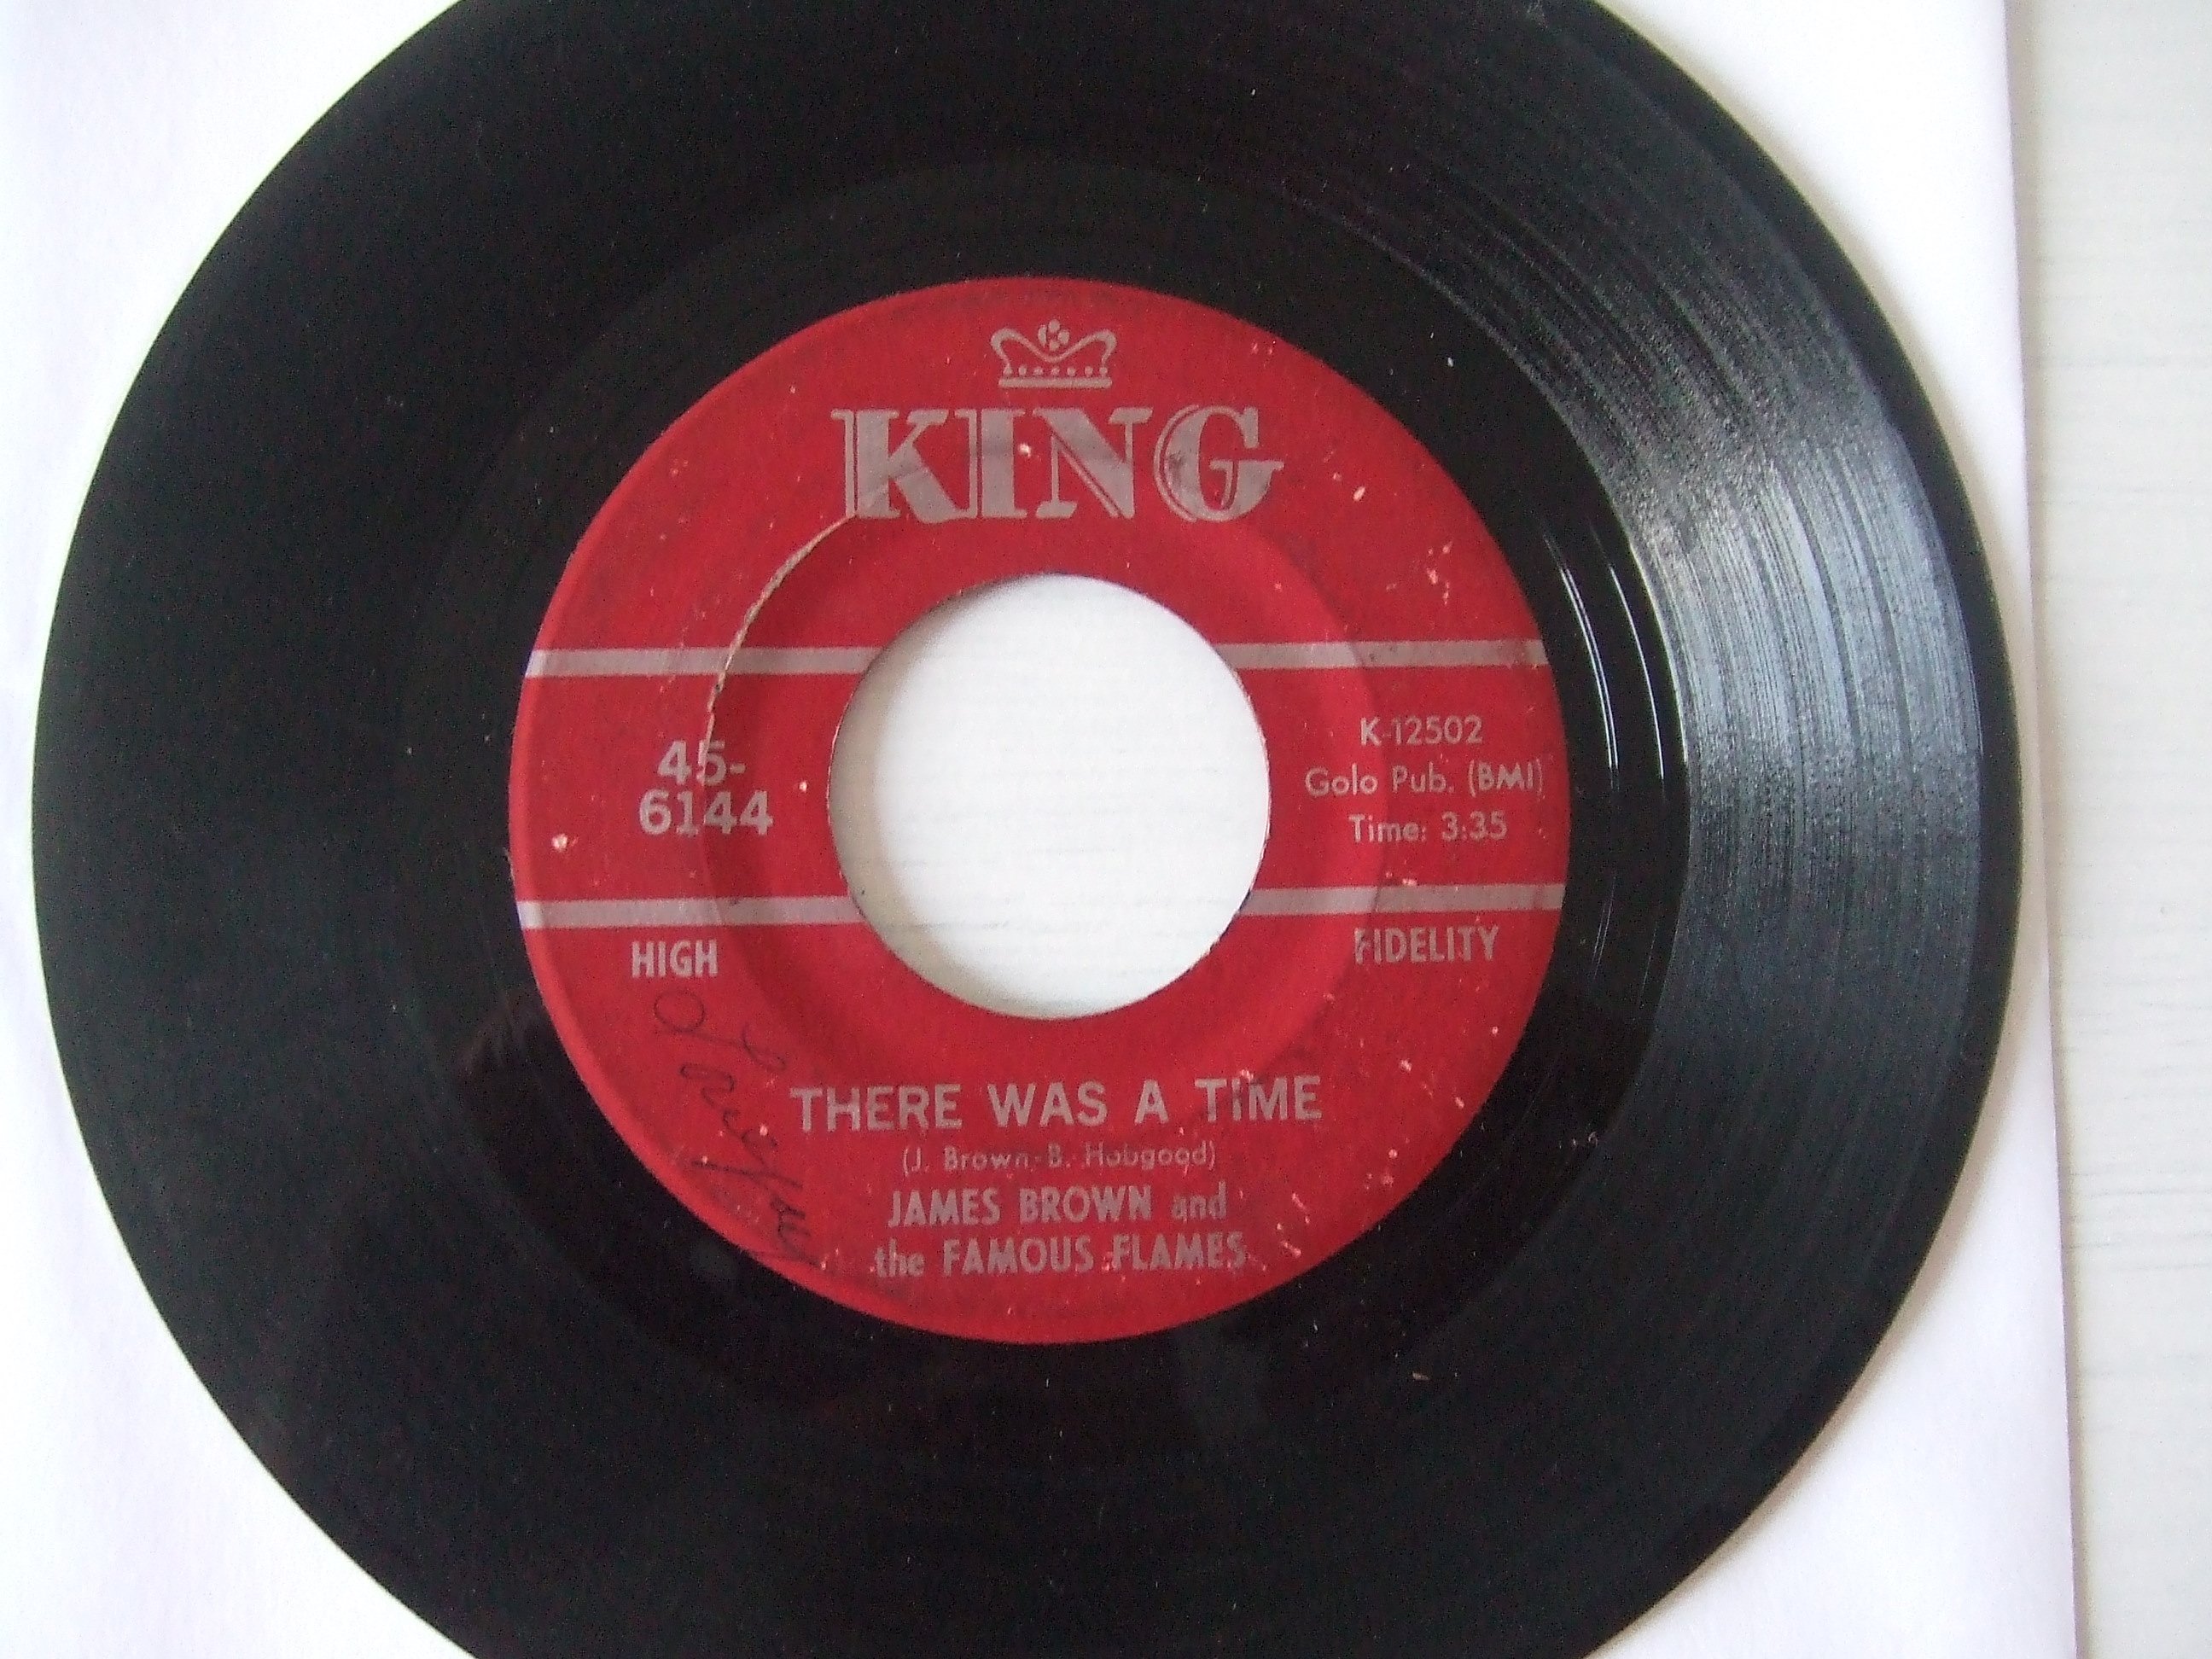 KING
45-
6144
K-12502
Golo Pub. (BMI)
Time: 3:35
HIGH FIDELITY
THERE WAS A TIME
(J. Brown-B. Hobgood)
JAMES BROWN and
the FAMOUS FLAMES